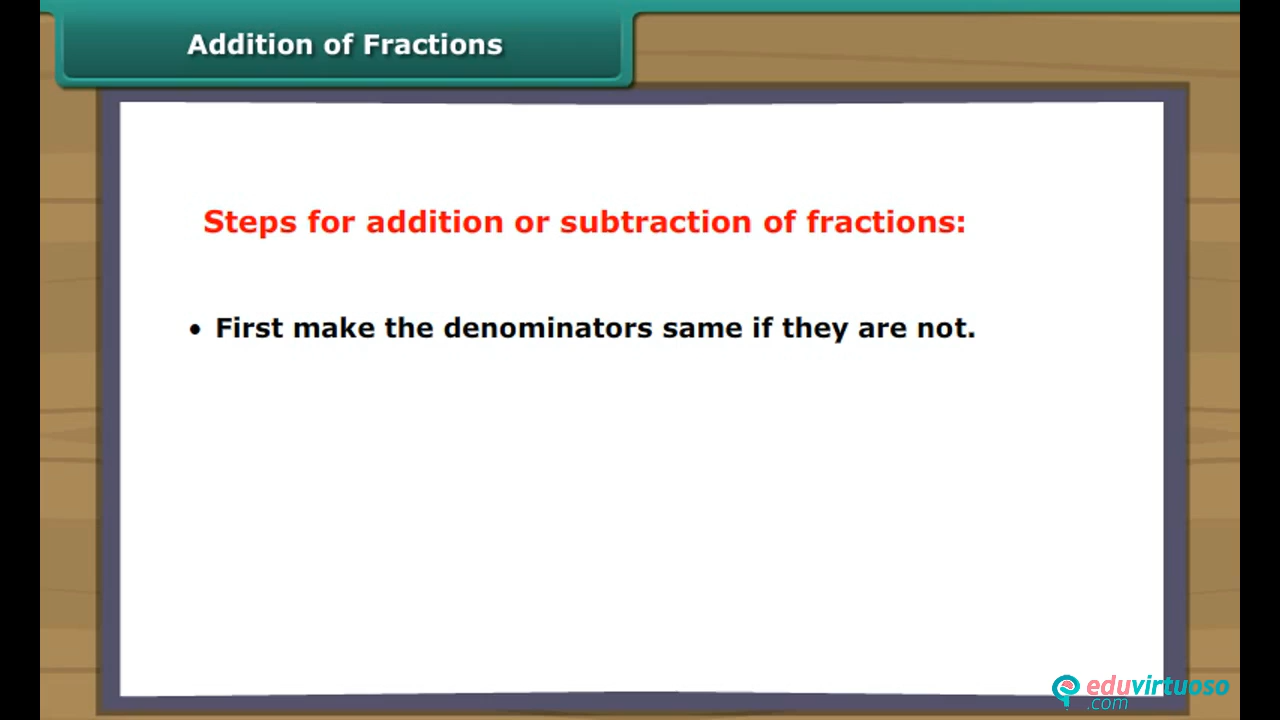 Addition of Fractions
Steps for addition or subtraction of fractions:
• First make the denominators same if they are not.
eduvirtuoso
.com